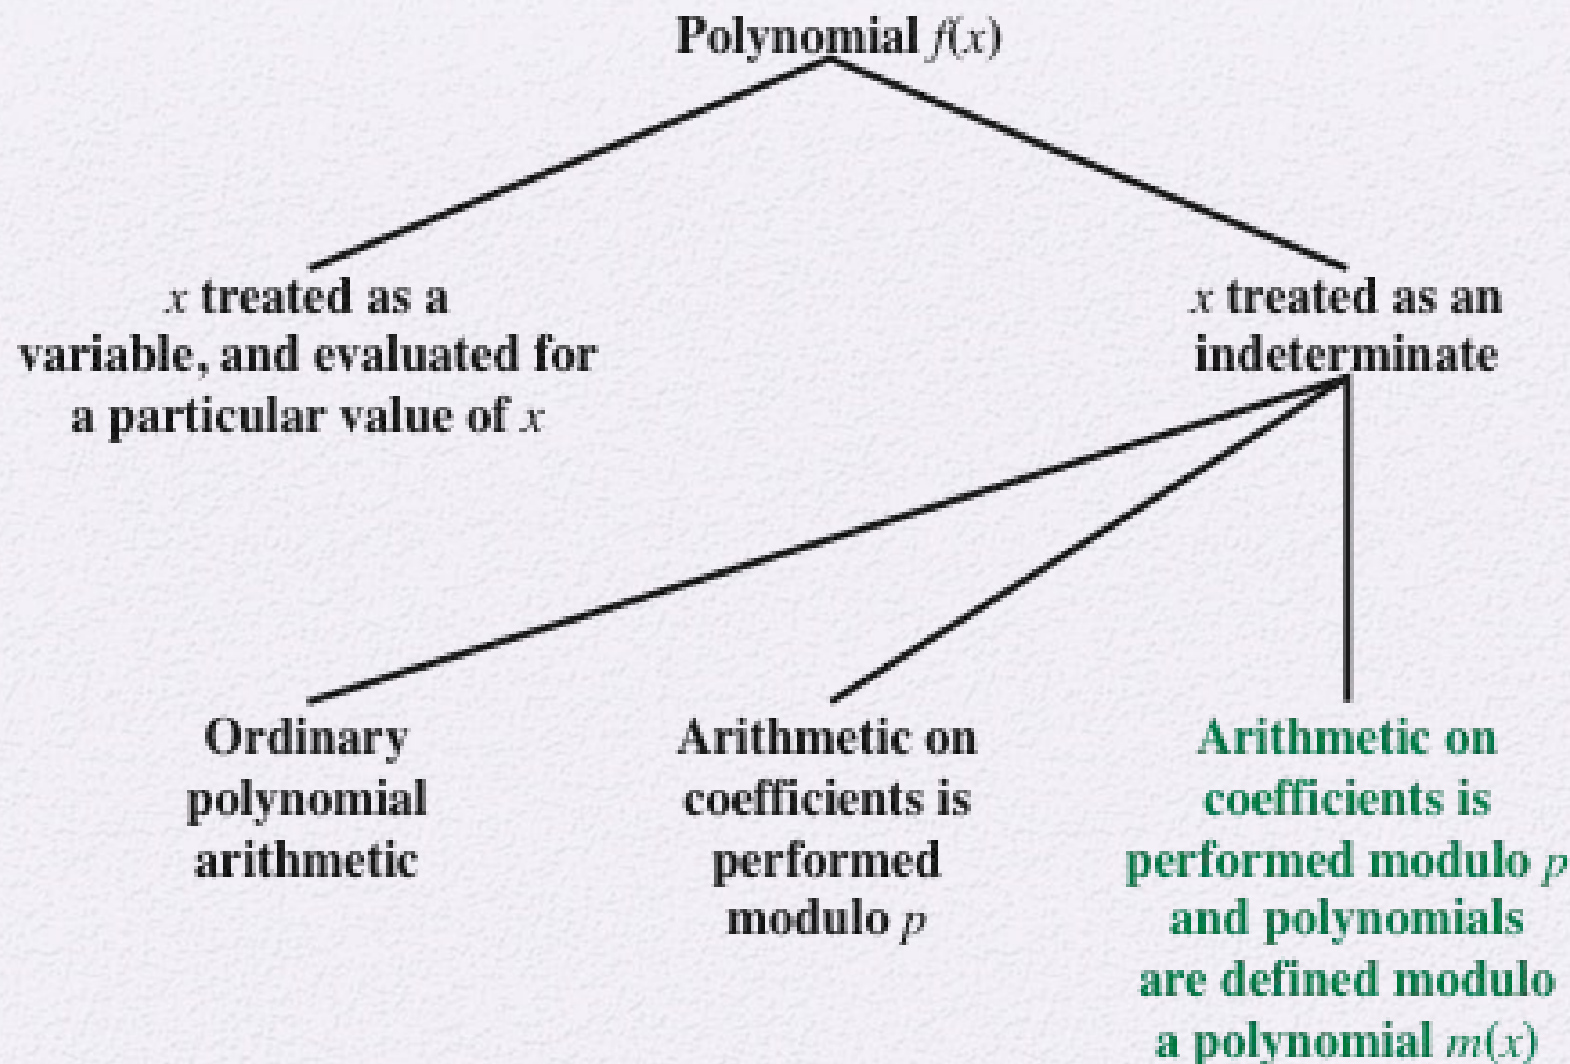 Polynomial f(x)
x treated as a
variable, and evaluated for
a particular value of x
x treated as an
indeterminate
Ordinary
polynomial
arithmetic
Arithmetic on
coefficients is
performed
modulo p
Arithmetic on
coefficients is
performed modulo p
and polynomials
are defined modulo
a polynomial m(x)